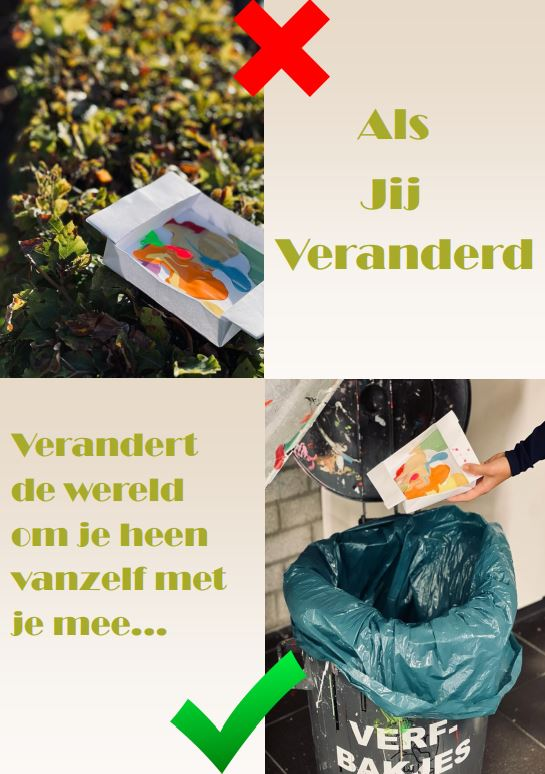 Als
Jij
Veranderd
Verandert
de wereld
om je heen
vanzelf met
je mee...
VERF-
BAKJES